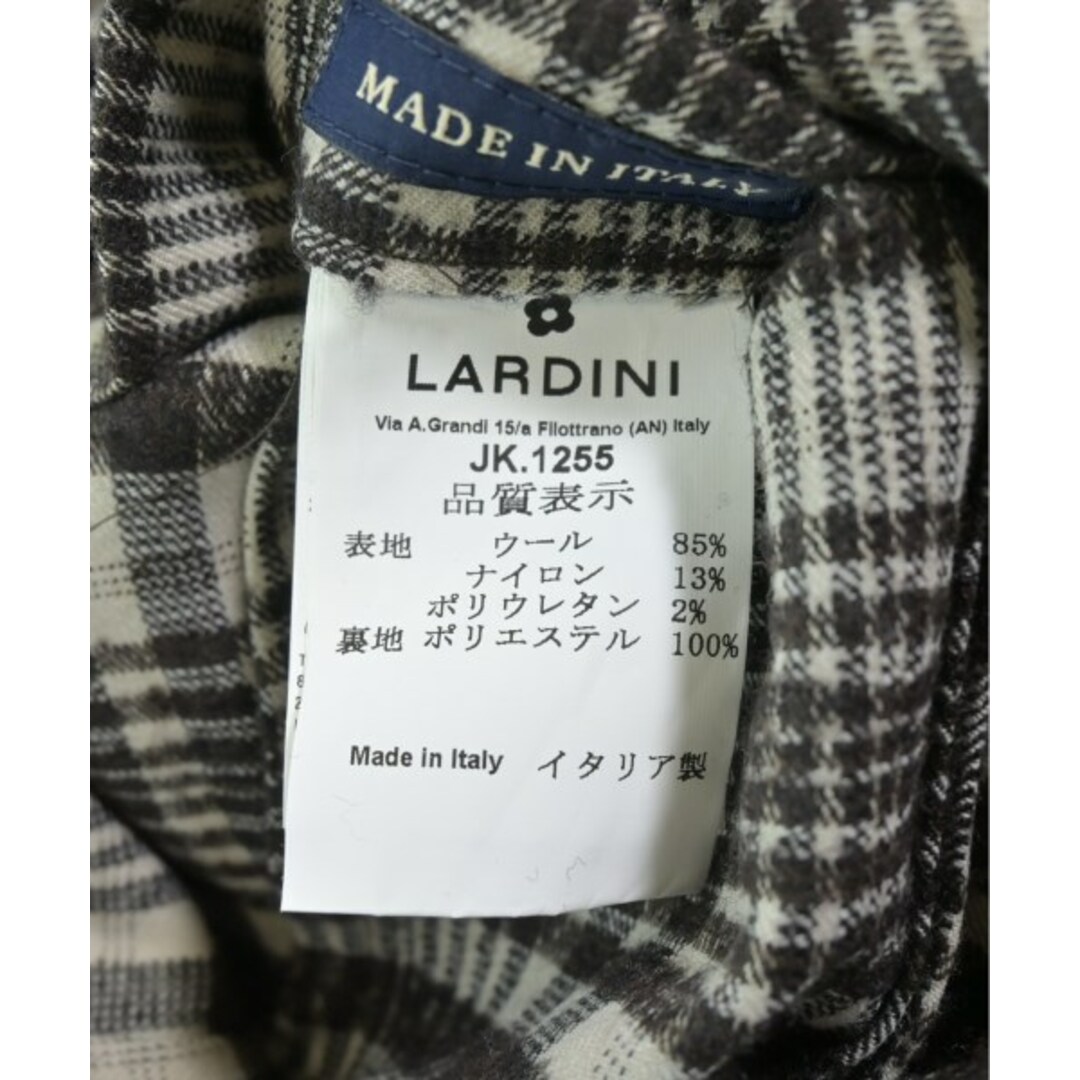 MADE IN ITALY
LARDINI
Via A.Grandi 15/a Filottrano (AN) Italy
JK.1255
品質表示
表地 ウール 85%
ナイロン 13%
ポリウレタン 2%
裏地 ポリエステル 100%
Made in Italy イタリア製